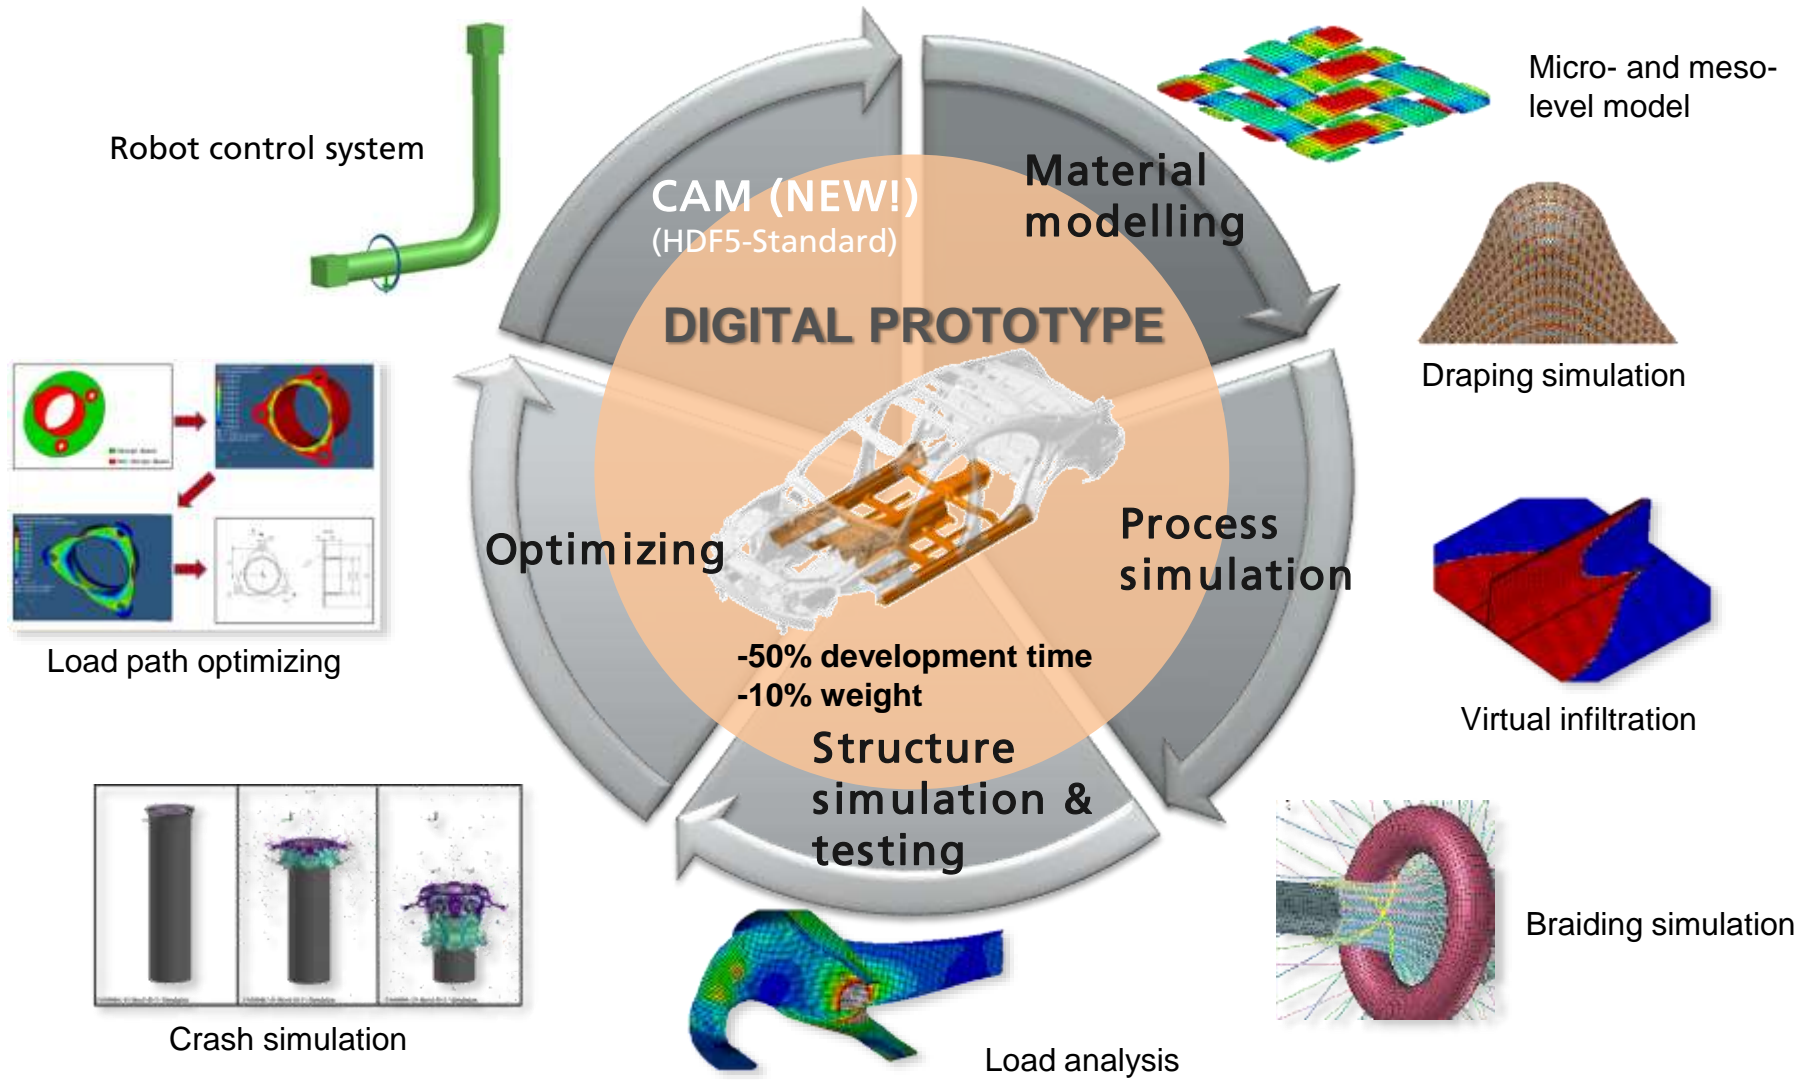 Robot control system
CAM (NEW!)
(HDF5-Standard)
Material
modelling
Micro- and meso-
level model
DIGITAL PROTOTYPE
Draping simulation
Process
simulation
Optimizing
Load path optimizing
-50% development time
-10% weight
Virtual infiltration
Structure
simulation &
testing
Braiding simulation
Crash simulation
Load analysis